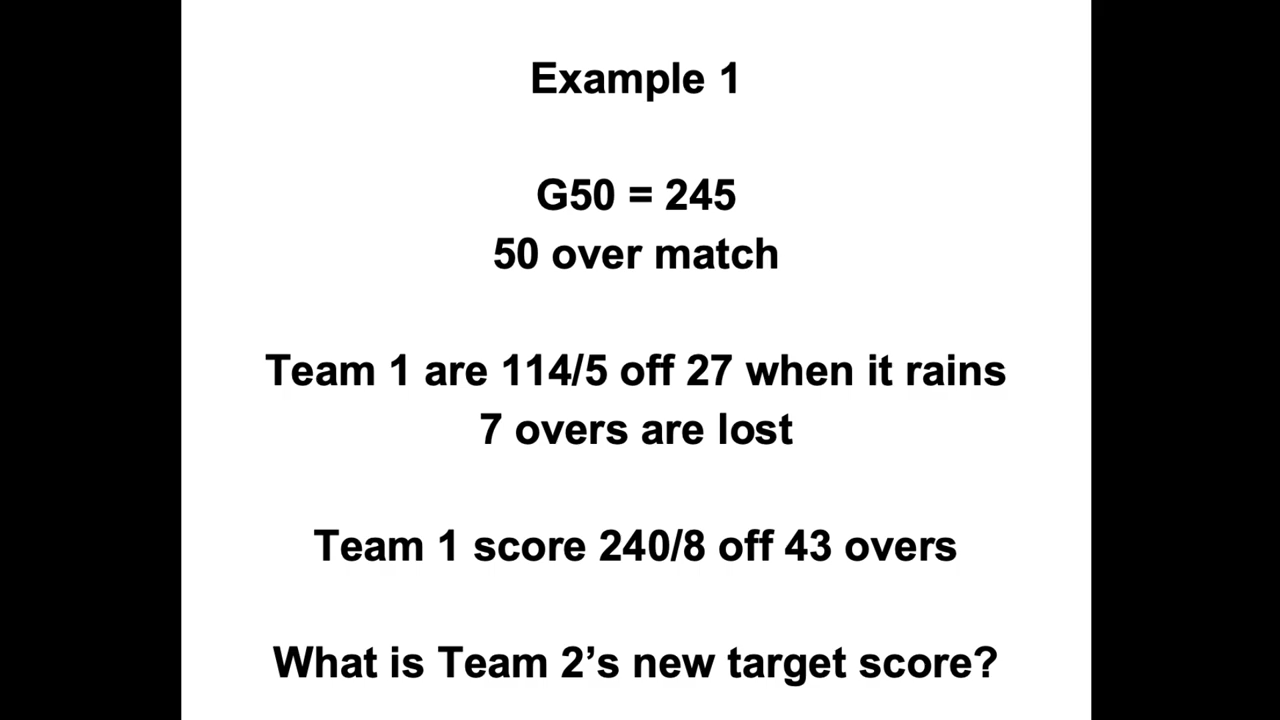 Example 1
G50 = 245
50 over match
Team 1 are 114/5 off 27 when it rains
7 overs are lost
Team 1 score 240/8 off 43 overs
What is Team 2’s new target score?